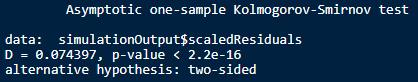 Asymptotic one-sample Kolmogorov-Smirnov test
data:  simulationOutput$scaledResiduals
D = 0.074397, p-value < 2.2e-16
alternative hypothesis: two-sided